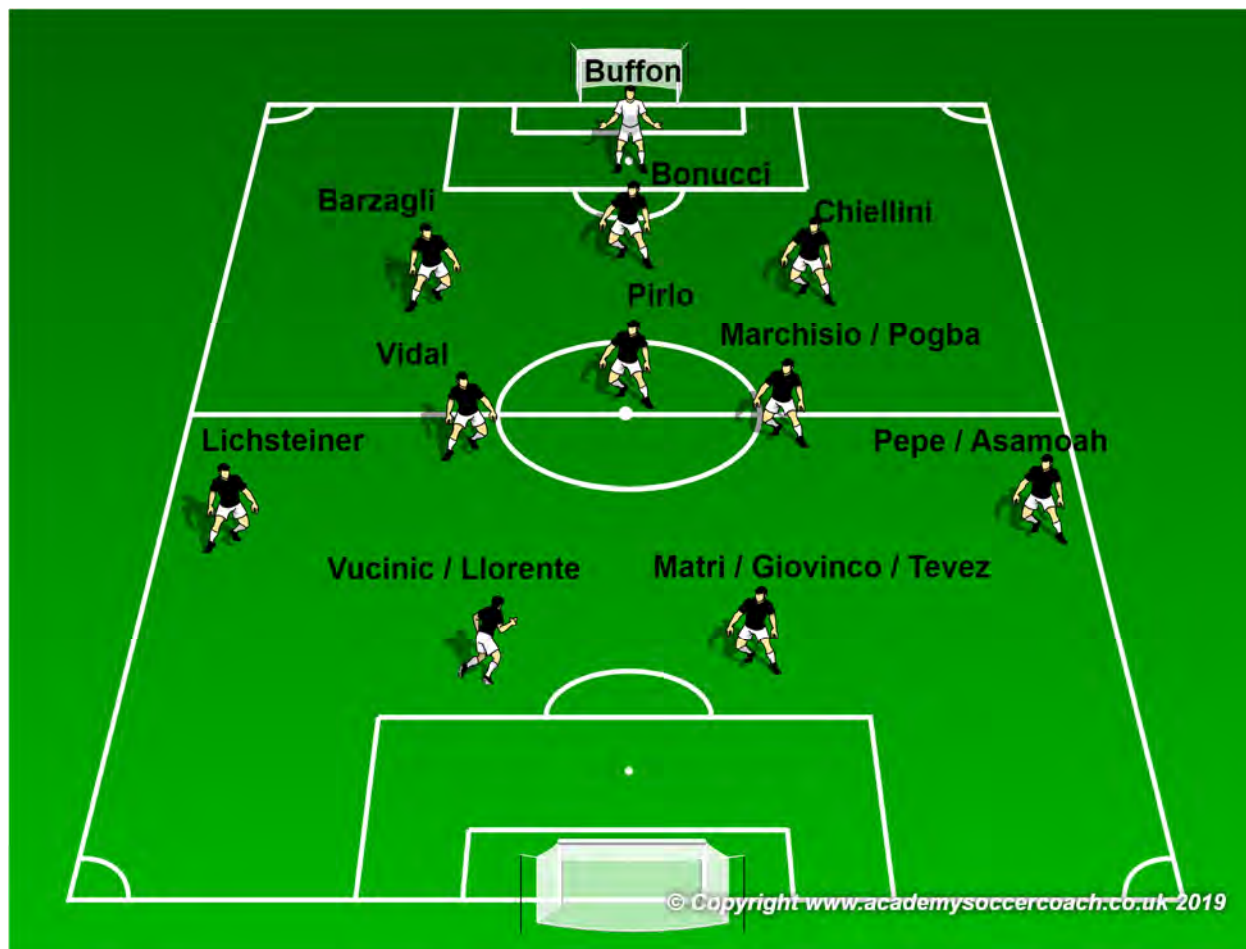 Buffon
Bonucci
Barzagli
Chiellini
Pirlo
Marchisio / Pogba
Vidal
Lichsteiner
Pepe / Asamoah
Vucinic / Llorente
Matri / Giovinco / Tevez
© Copyright www.academysoccercoach.co.uk 2019